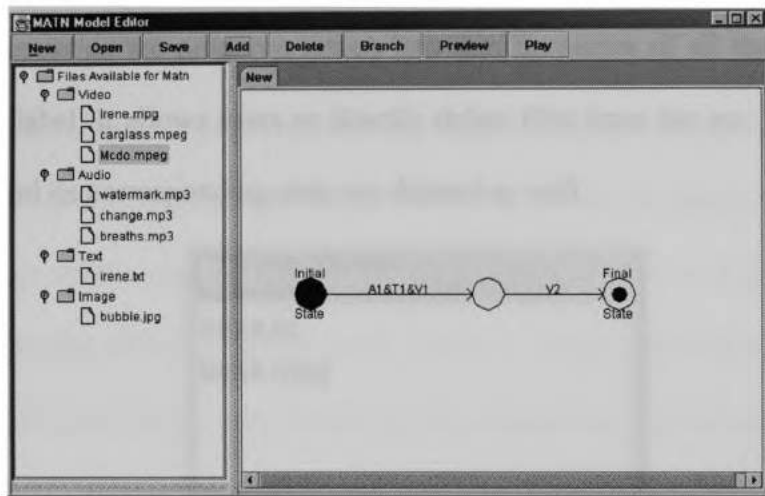 MATN Model Editor
New Open Save Add Delete Branch Preview Play
Files Available for Matn
Video
irene.mpg
carglass.mpeg
Mcdo.mpeg
Audio
watermark.mp3
change.mp3
breaths.mp3
Text
irene.txt
Image
bubble.jpg
New
Initial
State
A1&T1&V1
V2
Final
State